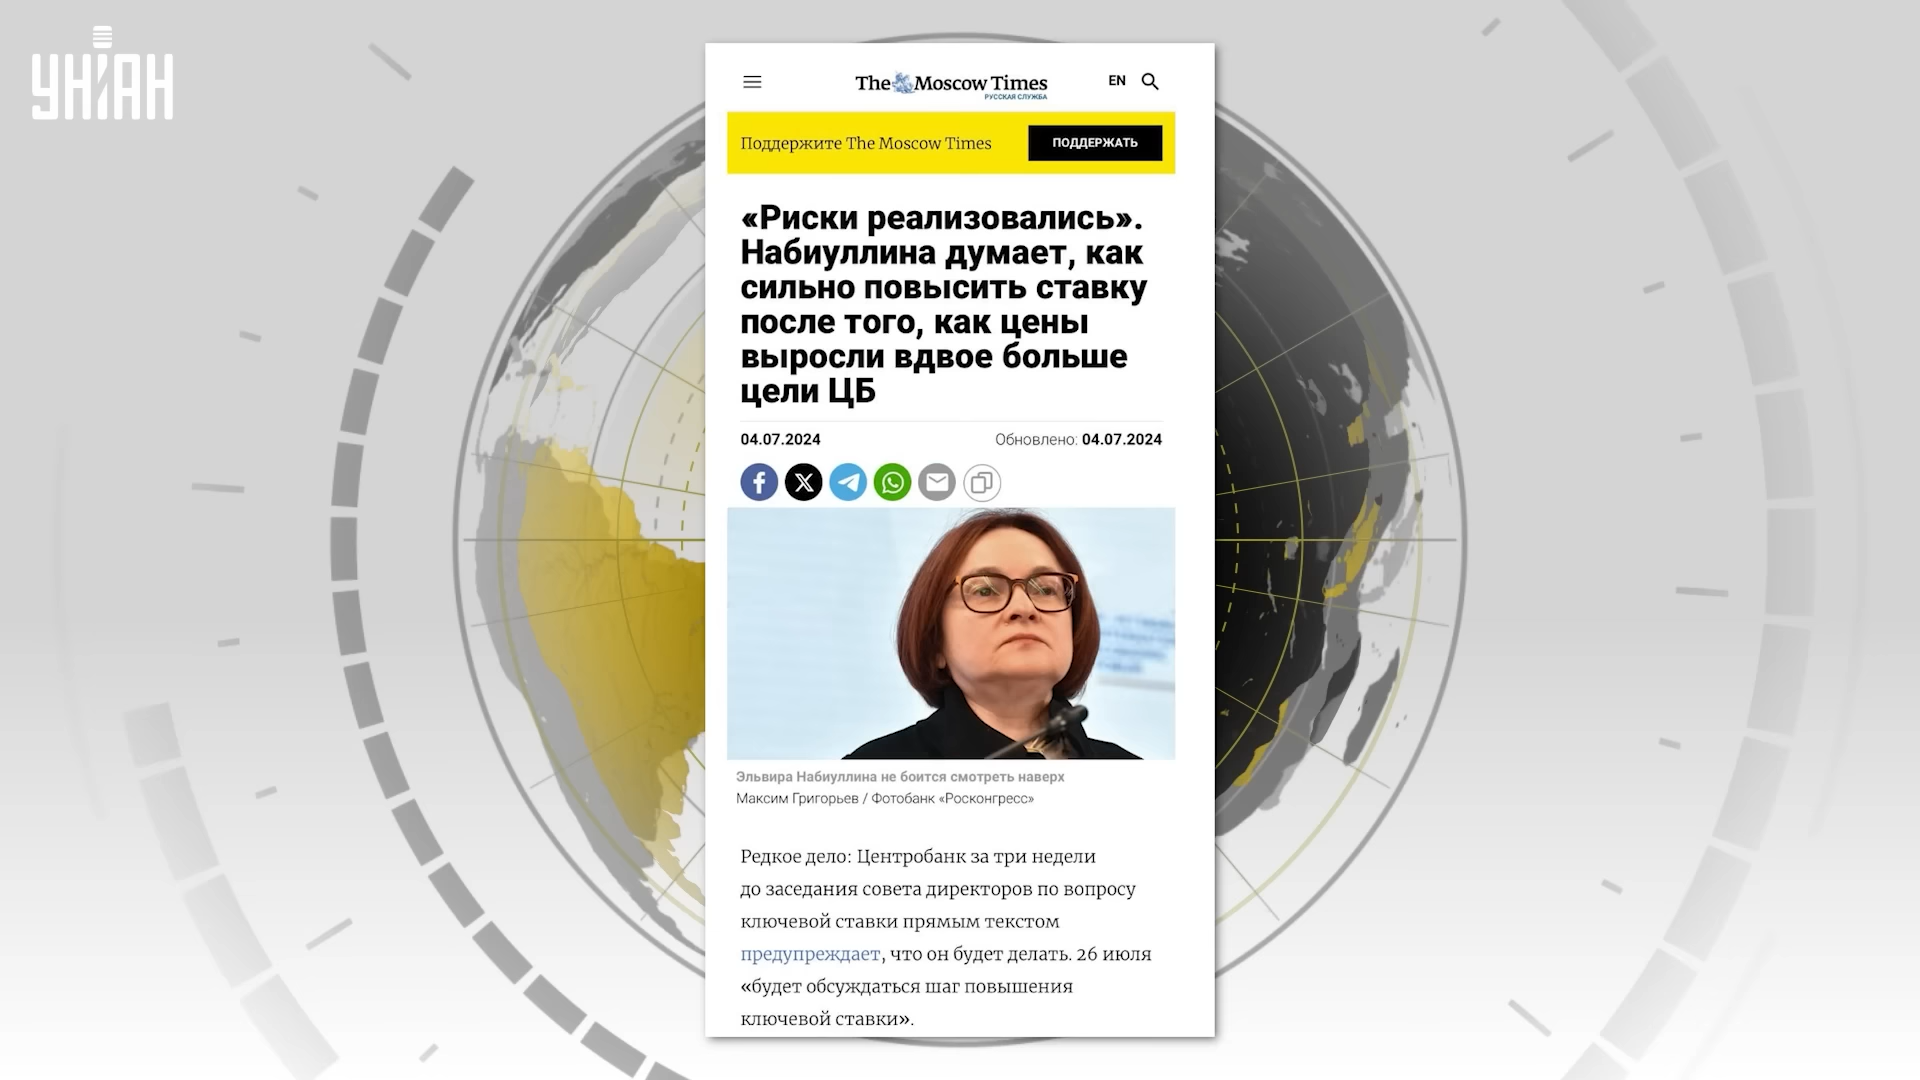 УНІАН
The Moscow Times
РУССКАЯ СЛУЖБА
EN
Поддержите The Moscow Times
ПОДДЕРЖАТЬ
«Риски реализовались».
Набиуллина думает, как
сильно повысить ставку
после того, как цены
выросли вдвое больше
цели ЦБ
04.07.2024
Обновлено: 04.07.2024
Эльвира Набиуллина не боится смотреть наверх
Максим Григорьев / Фотобанк «Росконгресс»
Редкое дело: Центробанк за три недели
до заседания совета директоров по вопросу
ключевой ставки прямым текстом
предупреждает, что он будет делать. 26 июля
«будет обсуждаться шаг повышения
ключевой ставки».